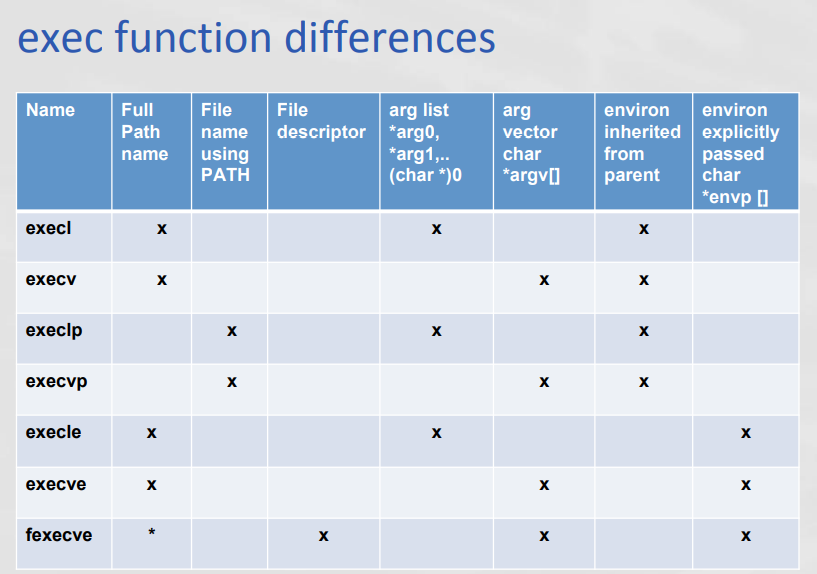 exec function differences
Name Full Path name File name using PATH File descriptor arg list *arg0, *arg1,.. (char *)0 arg vector char *argv[] environ inherited from parent environ explicitly passed char *envp []
execl x x x
execv x x x
execlp x x x
execvp x x x
execle x x x
execve x x x
fexecve * x x x